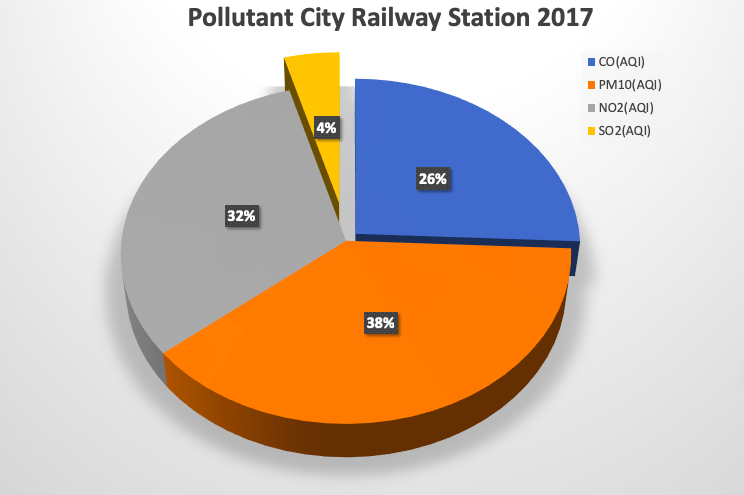 Pollutant City Railway Station 2017
CO(AQI)
PM10(AQI)
NO2(AQI)
SO2(AQI)
4%
26%
32%
38%